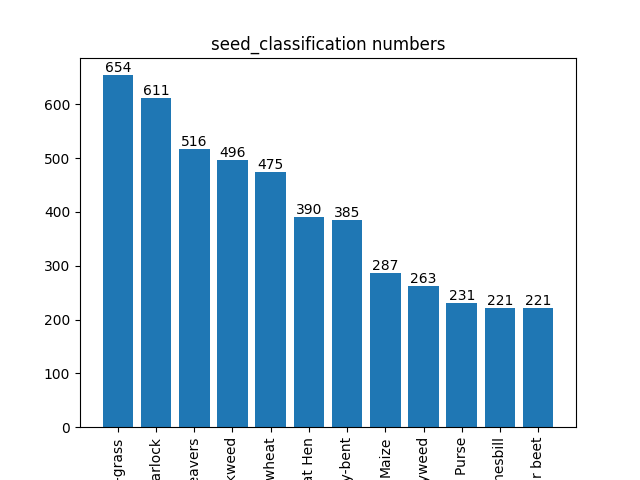 seed_classification numbers
654
611
516
496
475
390
385
287
263
231
221
221
600
500
400
300
200
100
0
-grass
arlock
eavers
kweed
wheat
at Hen
y-bent
Maize
yweed
Purse
nesbill
r beet